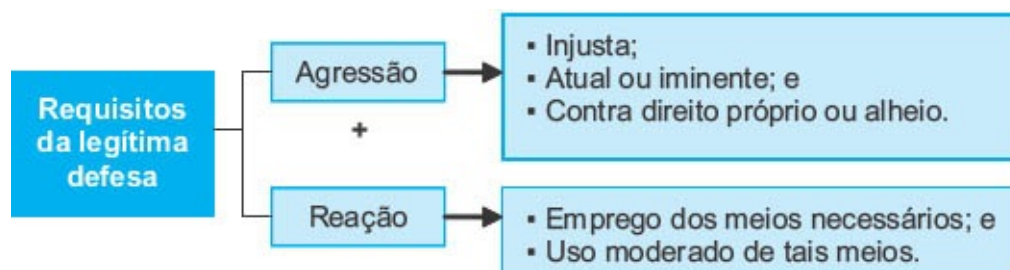 Requisitos
da legítima
defesa
Agressão
▪ Injusta;
▪ Atual ou iminente; e
▪ Contra direito próprio ou alheio.
+
Reação
▪ Emprego dos meios necessários; e
▪ Uso moderado de tais meios.